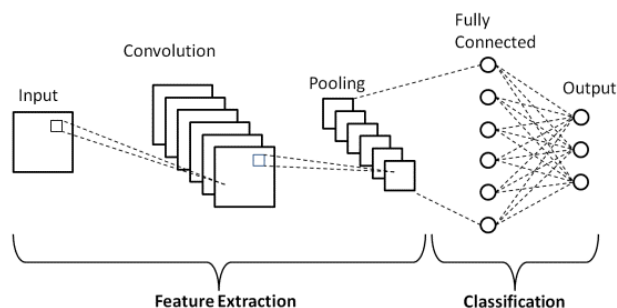 Input
Convolution
Pooling
Fully
Connected
Output
Feature Extraction
Classification